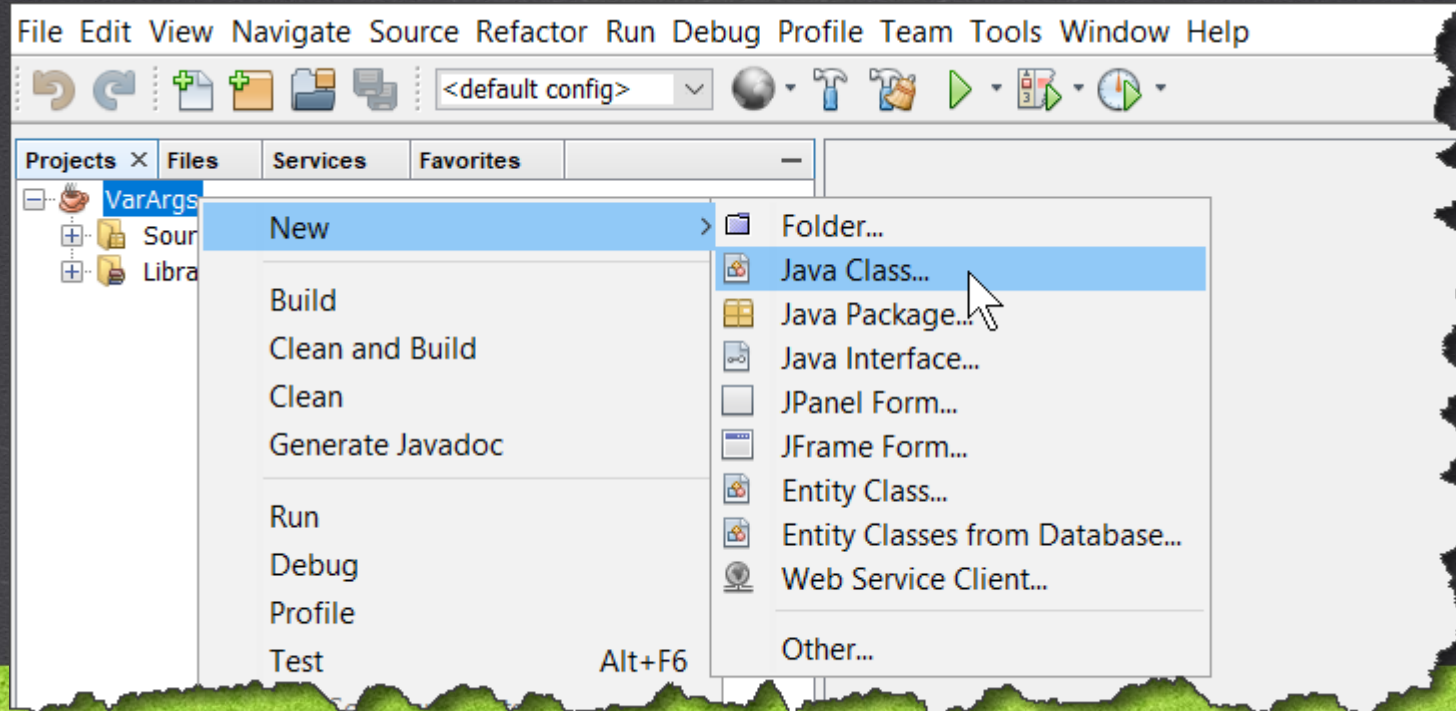 File Edit View Navigate Source Refactor Run Debug Profile Team Tools Window Help
<default config>
Projects Files Services Favorites
VarArgs
Sour
Libra
New
Build
Clean and Build
Clean
Generate Javadoc
Run
Debug
Profile
Test Alt+F6
Folder...
Java Class...
Java Package...
Java Interface...
JPanel Form...
JFrame Form...
Entity Class...
Entity Classes from Database...
Web Service Client...
Other...